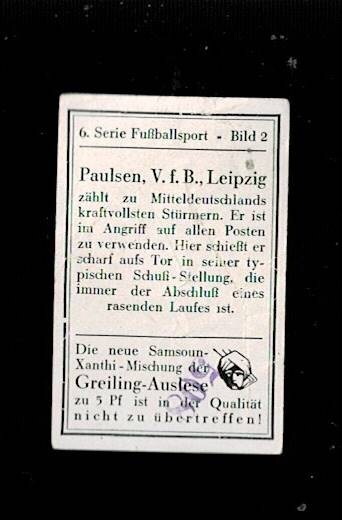 6. Serie Fußballsport - Bild 2
Paulsen, V. f. B., Leipzig
zählt zu Mitteldeutschlands
kraftvollsten Stürmern. Er ist
im Angriff auf allen Posten
zu verwenden. Hier schießt er
scharf aufs Tor in seiner ty-
pischen Schuß-Stellung, die
immer der Abschluß eines
rasenden Laufes ist.
Die neue Samsoun-
Xanthi-Mischung der
Greiling-Auslese
zu 5 Pf ist in der Qualität
nicht zu übertreffen!